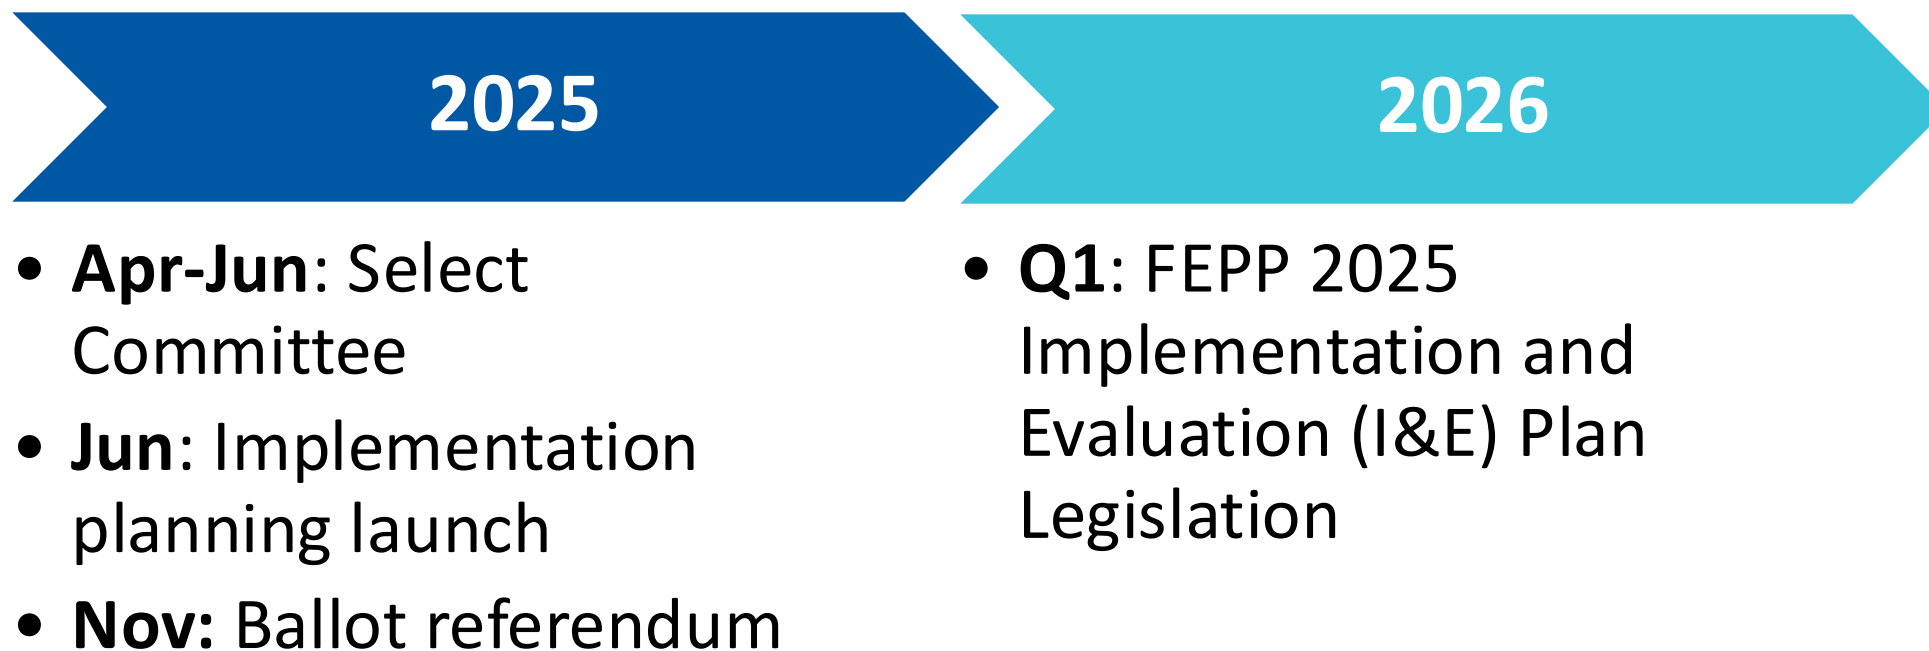 2025
• Apr-Jun: Select
Committee
• Jun: Implementation
planning launch
• Nov: Ballot referendum
2026
• Q1: FEPP 2025
Implementation and
Evaluation (I&E) Plan
Legislation